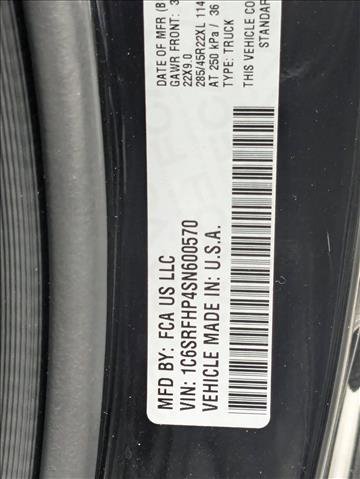 MFD BY: FCA US LLC
VIN: 1C6SRFHP4SN600570
VEHICLE MADE IN: U.S.A.
DATE OF MFR (B
GAWR FRONT: 3
22X9.0
285/45R22XL 114
AT 250 kPa / 36
TYPE: TRUCK
THIS VEHICLE CO
STANDAR